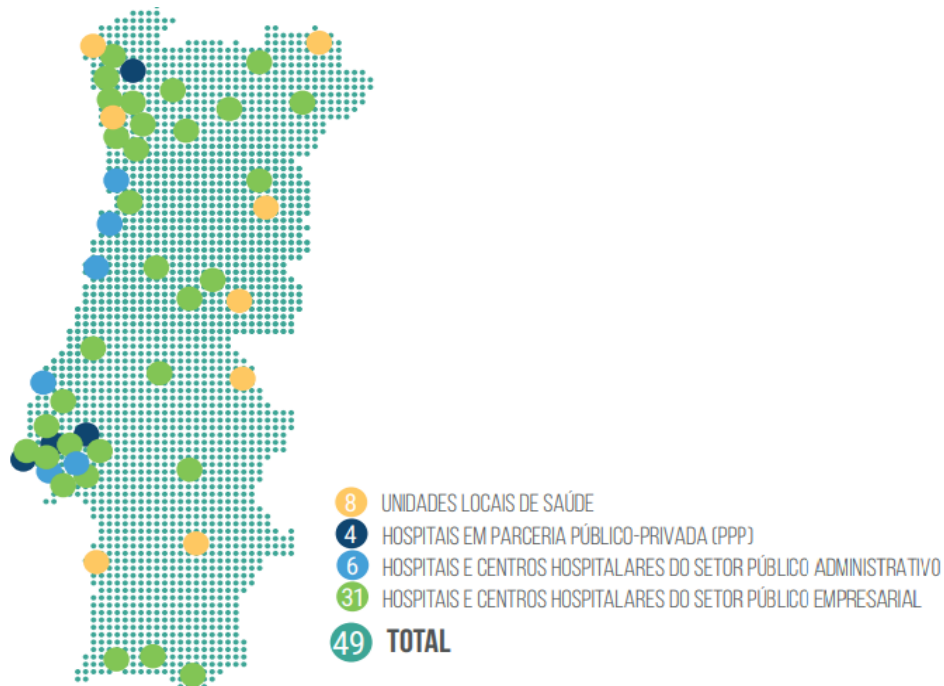 8 UNIDADES LOCAIS DE SAÚDE
4 HOSPITAIS EM PARCERIA PÚBLICO-PRIVADA (PPP)
6 HOSPITAIS E CENTROS HOSPITALARES DO SETOR PÚBLICO ADMINISTRATIVO
31 HOSPITAIS E CENTROS HOSPITALARES DO SETOR PÚBLICO EMPRESARIAL
49 TOTAL